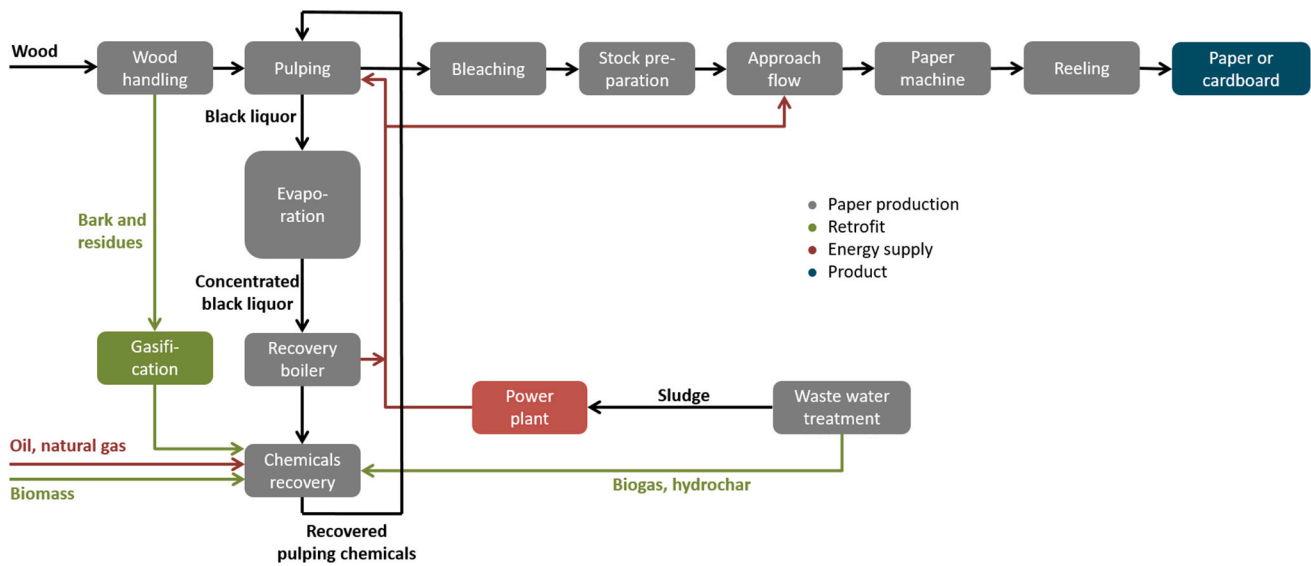 Wood
Wood
handling
Pulping
Bleaching
Stock pre-
paration
Approach
flow
Paper
machine
Reeling
Paper or
cardboard
Black liquor
Evapo-
ration
Bark and
residues
Paper production
Retrofit
Energy supply
Product
Concentrated
black liquor
Gasifi-
cation
Recovery
boiler
Power
plant
Sludge
Waste water
treatment
Oil, natural gas
Biomass
Chemicals
recovery
Biogas, hydrochar
Recovered
pulping chemicals